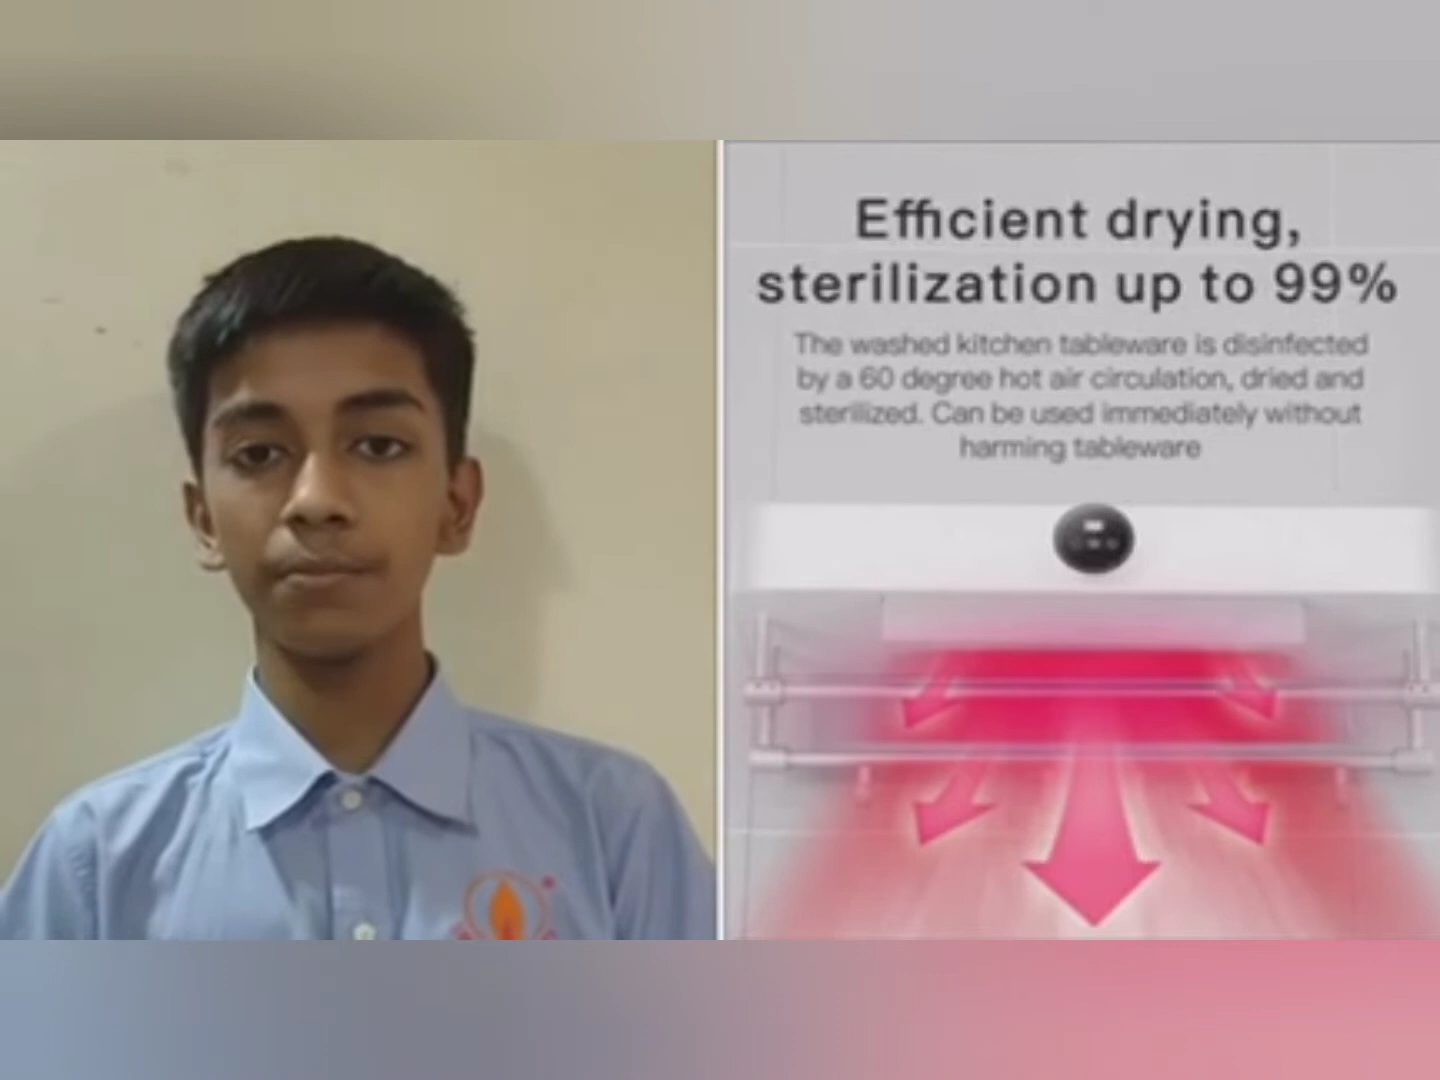 Efficient drying,
sterilization up to 99%
The washed kitchen tableware is disinfected
by a 60 degree hot air circulation, dried and
sterilized. Can be used immediately without
harming tableware